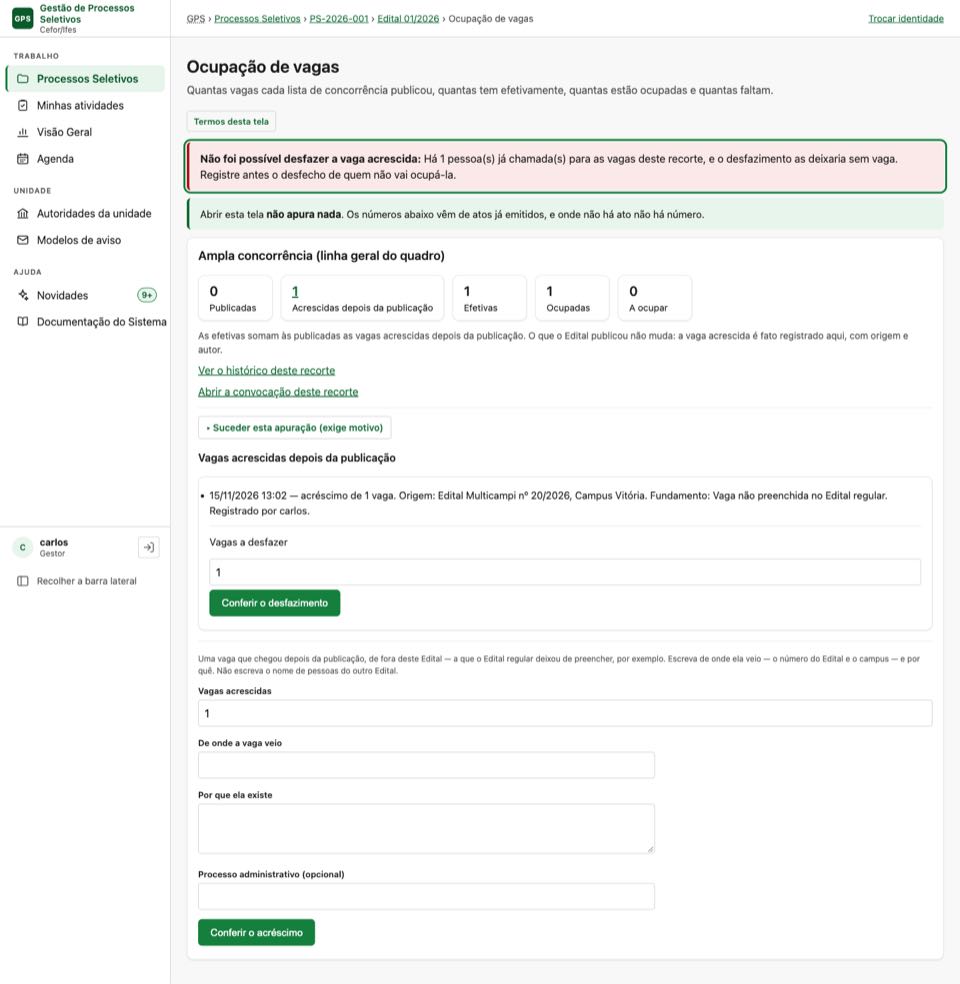 GPS
Gestão de Processos
Seletivos
Cefor/Ifes
TRABALHO
Processos Seletivos
Minhas atividades
Visão Geral
Agenda
UNIDADE
Autoridades da unidade
Modelos de aviso
AJUDA
Novidades 9+
Documentação do Sistema
C carlos
Gestor
Recolher a barra lateral
GPS › Processos Seletivos › PS-2026-001 › Edital 01/2026 › Ocupação de vagas
Trocar identidade
Ocupação de vagas
Quantas vagas cada lista de concorrência publicou, quantas tem efetivamente, quantas estão ocupadas e quantas faltam.
Termos desta tela
Não foi possível desfazer a vaga acrescida: Há 1 pessoa(s) já chamada(s) para as vagas deste recorte, e o desfazimento as deixaria sem vaga.
Registre antes o desfecho de quem não vai ocupá-la.
Abrir esta tela não apura nada. Os números abaixo vêm de atos já emitidos, e onde não há ato não há número.
Ampla concorrência (linha geral do quadro)
0
Publicadas
1
Acrescidas depois da publicação
1
Efetivas
1
Ocupadas
0
A ocupar
As efetivas somam às publicadas as vagas acrescidas depois da publicação. O que o Edital publicou não muda: a vaga acrescida é fato registrado aqui, com origem e
autor.
Ver o histórico deste recorte
Abrir a convocação deste recorte
▸ Suceder esta apuração (exige motivo)
Vagas acrescidas depois da publicação
• 15/11/2026 13:02 — acréscimo de 1 vaga. Origem: Edital Multicampi nº 20/2026, Campus Vitória. Fundamento: Vaga não preenchida no Edital regular.
Registrado por carlos.
Vagas a desfazer
1
Conferir o desfazimento
Uma vaga que chegou depois da publicação, de fora deste Edital — a que o Edital regular deixou de preencher, por exemplo. Escreva de onde ela veio — o número do Edital e o campus — e por
quê. Não escreva o nome de pessoas do outro Edital.
Vagas acrescidas
1
De onde a vaga veio
Por que ela existe
Processo administrativo (opcional)
Conferir o acréscimo